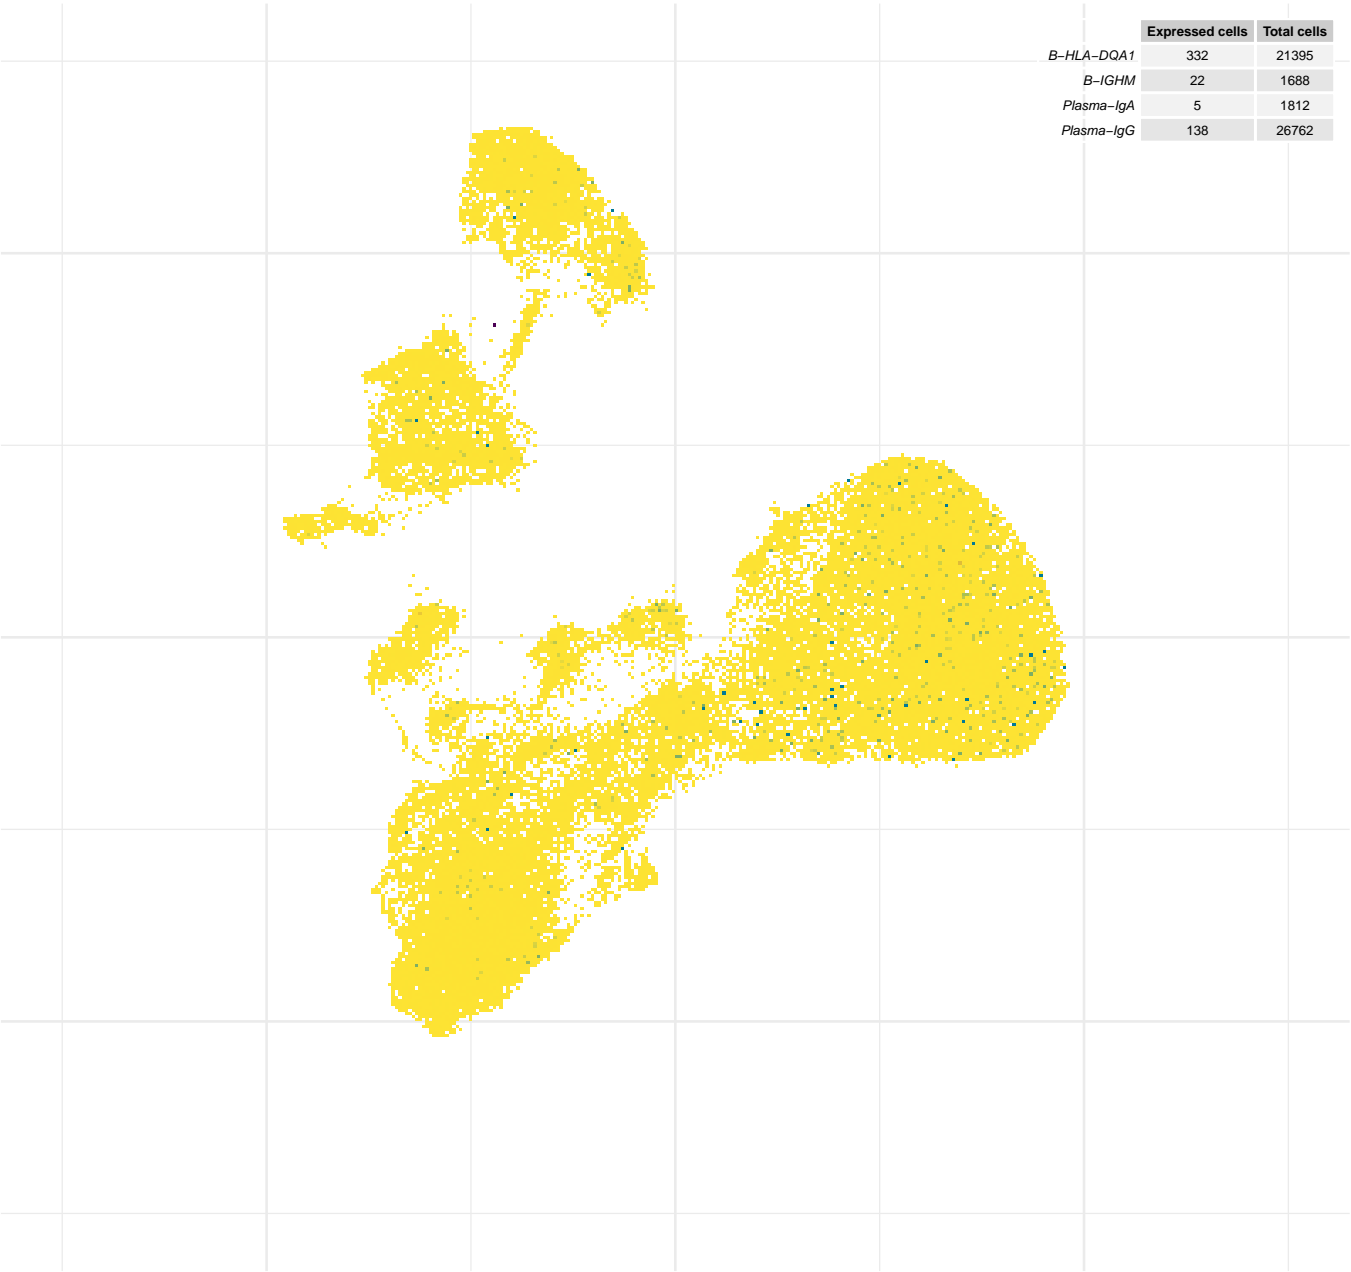 Expressed cells Total cells
B−HLA−DQA1 332 21395
B−IGHM 22 1688
Plasma−IgA 5 1812
Plasma−IgG 138 26762